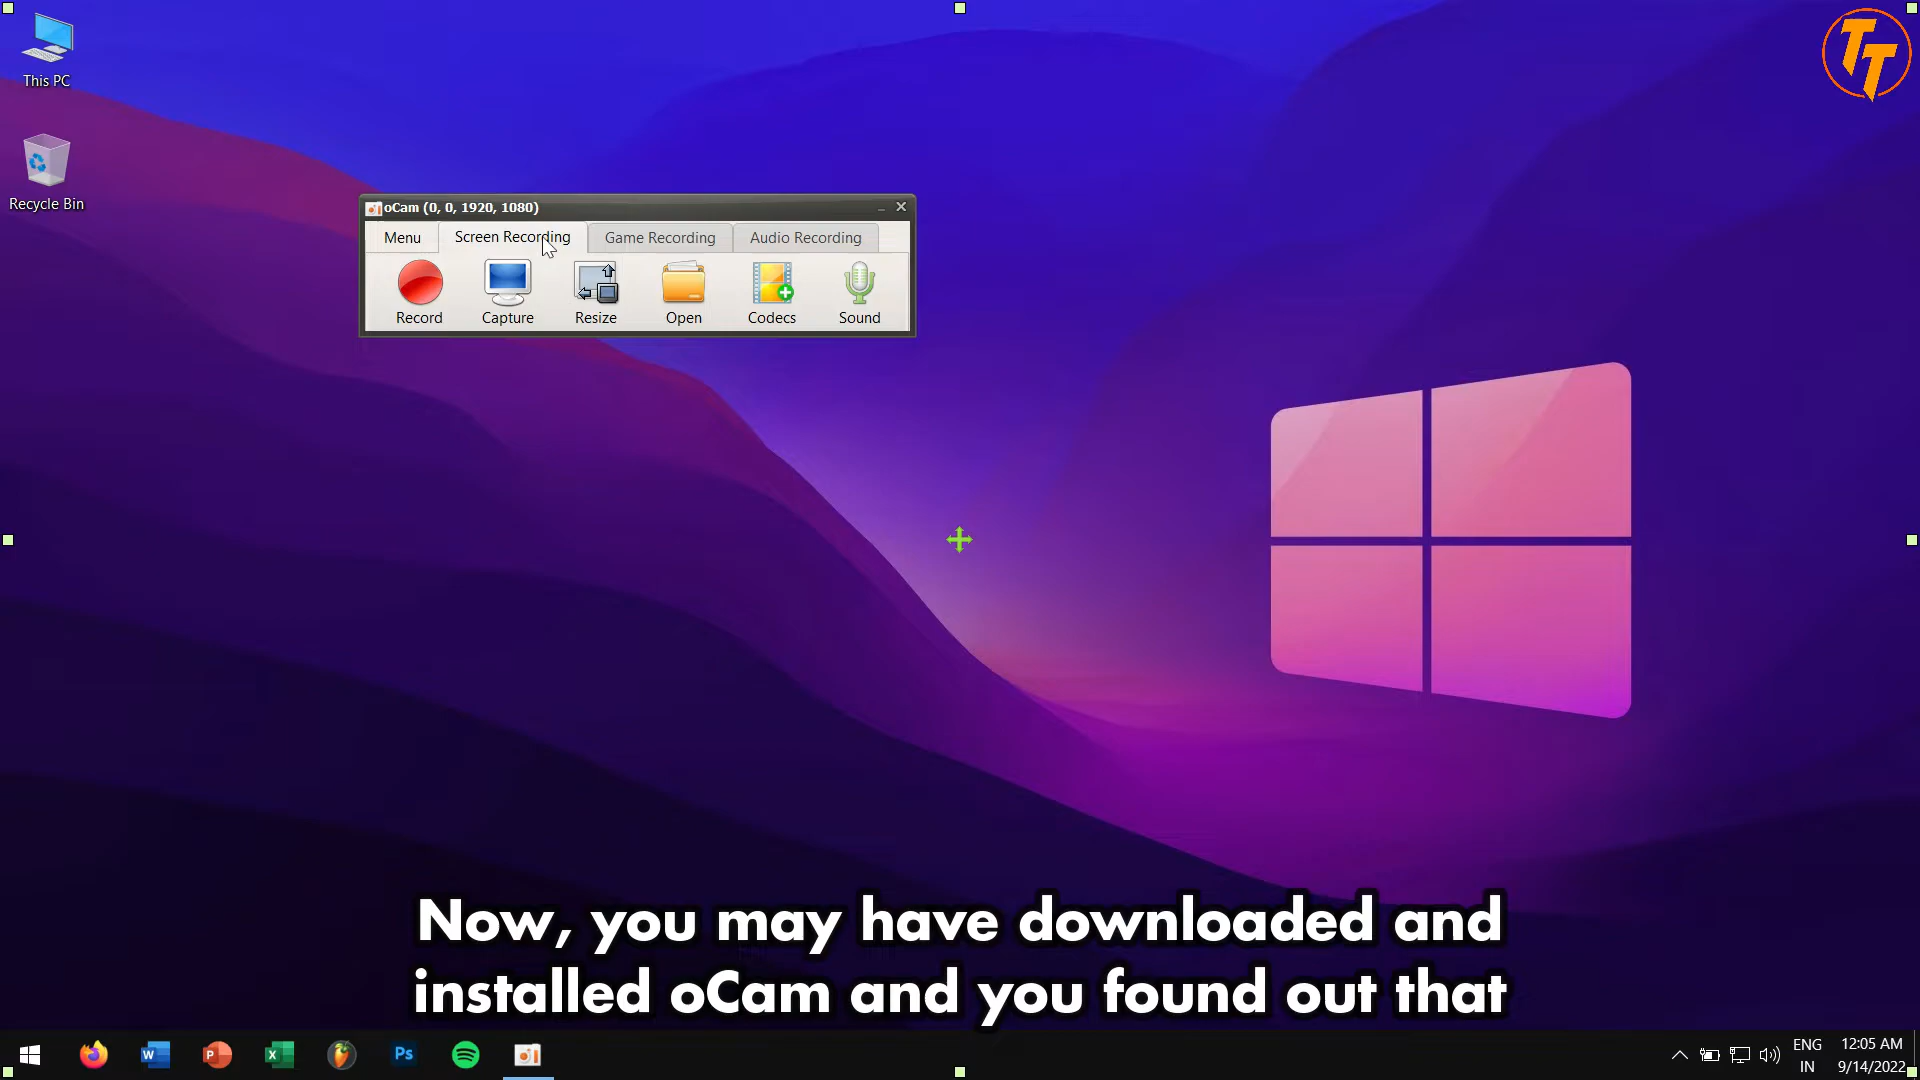 This PC
TT
Recycle Bin
oCam (0, 0, 1920, 1080)
Menu
Screen Recording
Game Recording
Audio Recording
Record
Capture
Resize
Open
Codecs
Sound
Now, you may have downloaded and
installed oCam and you found out that
W
P
X
Ps
ENG
IN
12:05 AM
9/14/2022